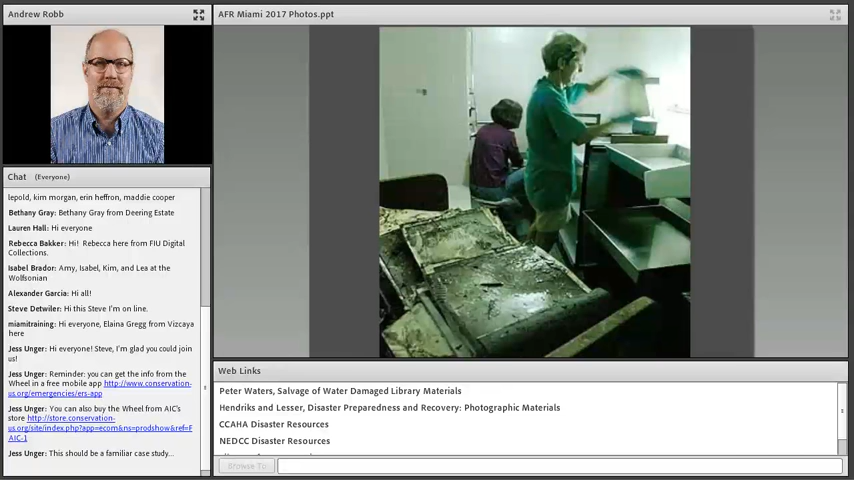 Andrew Robb
AFR Miami 2017 Photos.ppt
Chat (Everyone)
lepold, kim morgan, erin heffron, maddie cooper
Bethany Gray: Bethany Gray from Deering Estate
Lauren Hall: Hi everyone
Rebecca Bakker: Hi! Rebecca here from FIU Digital
Collections.
Isabel Brador: Amy, Isabel, Kim, and Lea at the
Wolfsonian
Alexander Garcia: Hi all!
Steve Detwiler: Hi this Steve I'm on line.
miamitraining: Hi everyone, Elaina Gregg from Vizcaya
here
Jess Unger: Hi everyone! Steve, I'm glad you could join
us!
Jess Unger: Reminder: you can get the info from the
Wheel in a free mobile app http://www.conservation-
us.org/emergencies/ers-app
Jess Unger: You can also buy the Wheel from AIC's
store http://store.conservation-
us.org/site/index.php?app=ecom&ns=prodshow&ref=F
AIC-1
Jess Unger: This should be a familiar case study...
Web Links
Peter Waters, Salvage of Water Damaged Library Materials
Hendriks and Lesser, Disaster Preparedness and Recovery: Photographic Materials
CCAHA Disaster Resources
NEDCC Disaster Resources
Browse To